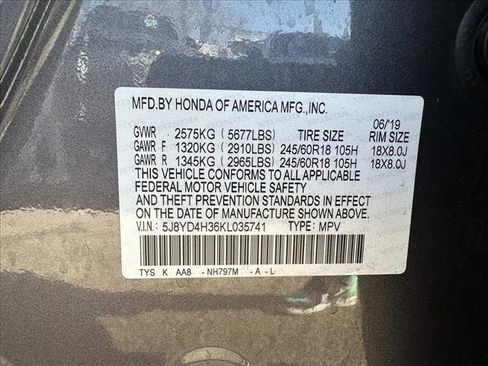 MFD.BY HONDA OF AMERICA MFG.,INC.
06/'19
GVWR 2575KG (5677LBS) TIRE SIZE RIM SIZE
GAWR F 1320KG (2910LBS) 245/60R18 105H 18X8.0J
GAWR R 1345KG (2965LBS) 245/60R18 105H 18X8.0J
THIS VEHICLE CONFORMS TO ALL APPLICABLE
FEDERAL MOTOR VEHICLE SAFETY
AND THEFT PREVENTION STANDARDS IN EFFECT
ON THE DATE OF MANUFACTURE SHOWN ABOVE.
V.I.N.: 5J8YD4H36KL035741 TYPE: MPV
TYS K AA8 -NH797M -A -L